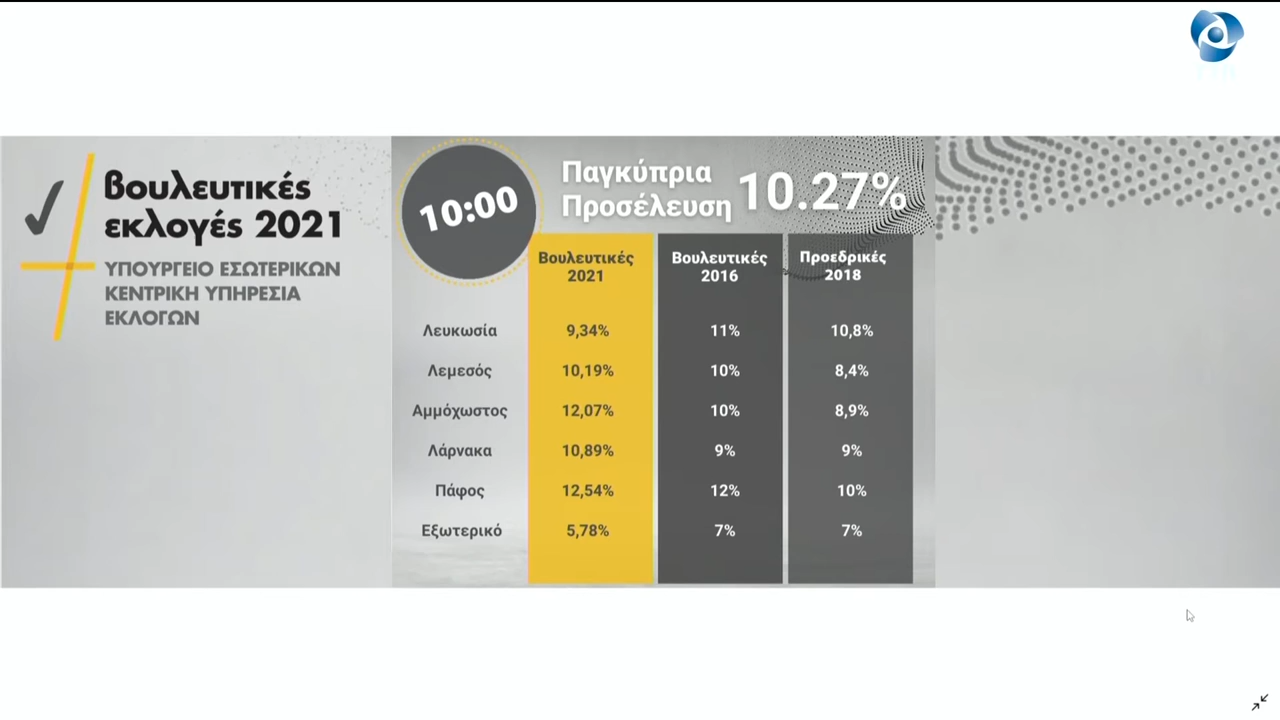 βουλευτικές
εκλογές 2021
ΥΠΟΥΡΓΕΙΟ ΕΣΩΤΕΡΙΚΩΝ
ΚΕΝΤΡΙΚΗ ΥΠΗΡΕΣΙΑ
ΕΚΛΟΓΩΝ
10:00
Παγκύπρια
Προσέλευση 10.27%
Βουλευτικές 2021 Βουλευτικές 2016 Προεδρικές 2018
Λευκωσία 9,34% 11% 10,8%
Λεμεσός 10,19% 10% 8,4%
Αμμόχωστος 12,07% 10% 8,9%
Λάρνακα 10,89% 9% 9%
Πάφος 12,54% 12% 10%
Εξωτερικό 5,78% 7% 7%